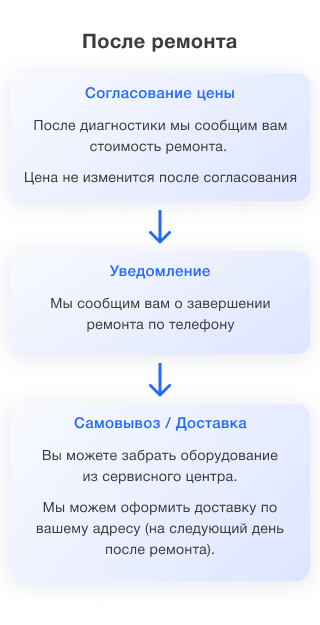 После ремонта
Согласование цены
После диагностики мы сообщим вам
стоимость ремонта.
Цена не изменится после согласования
Уведомление
Мы сообщим вам о завершении
ремонта по телефону
Самовывоз / Доставка
Вы можете забрать оборудование
из сервисного центра.
Мы можем оформить доставку по
вашему адресу (на следующий день
после ремонта).